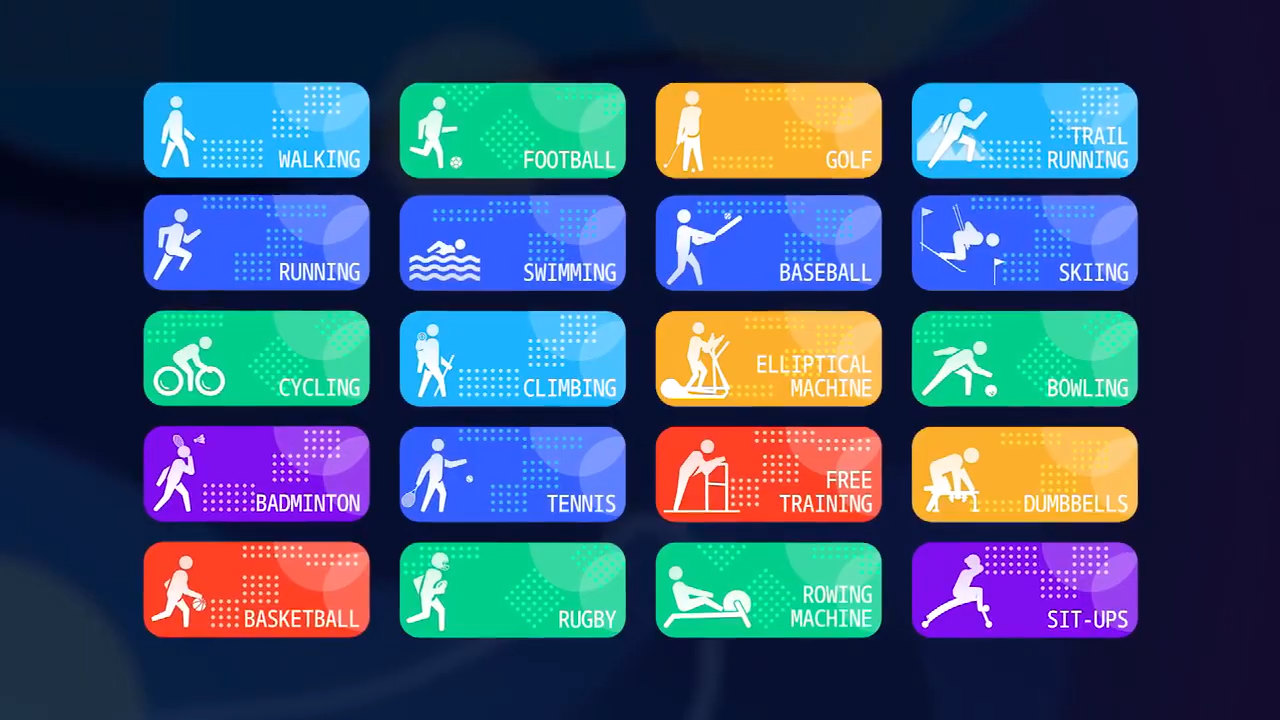 WALKING
FOOTBALL
GOLF
TRAIL
RUNNING
RUNNING
SWIMMING
BASEBALL
SKIING
CYCLING
CLIMBING
ELLIPTICAL
MACHINE
BOWLING
BADMINTON
TENNIS
FREE
TRAINING
DUMBBELLS
BASKETBALL
RUGBY
ROWING
MACHINE
SIT-UPS